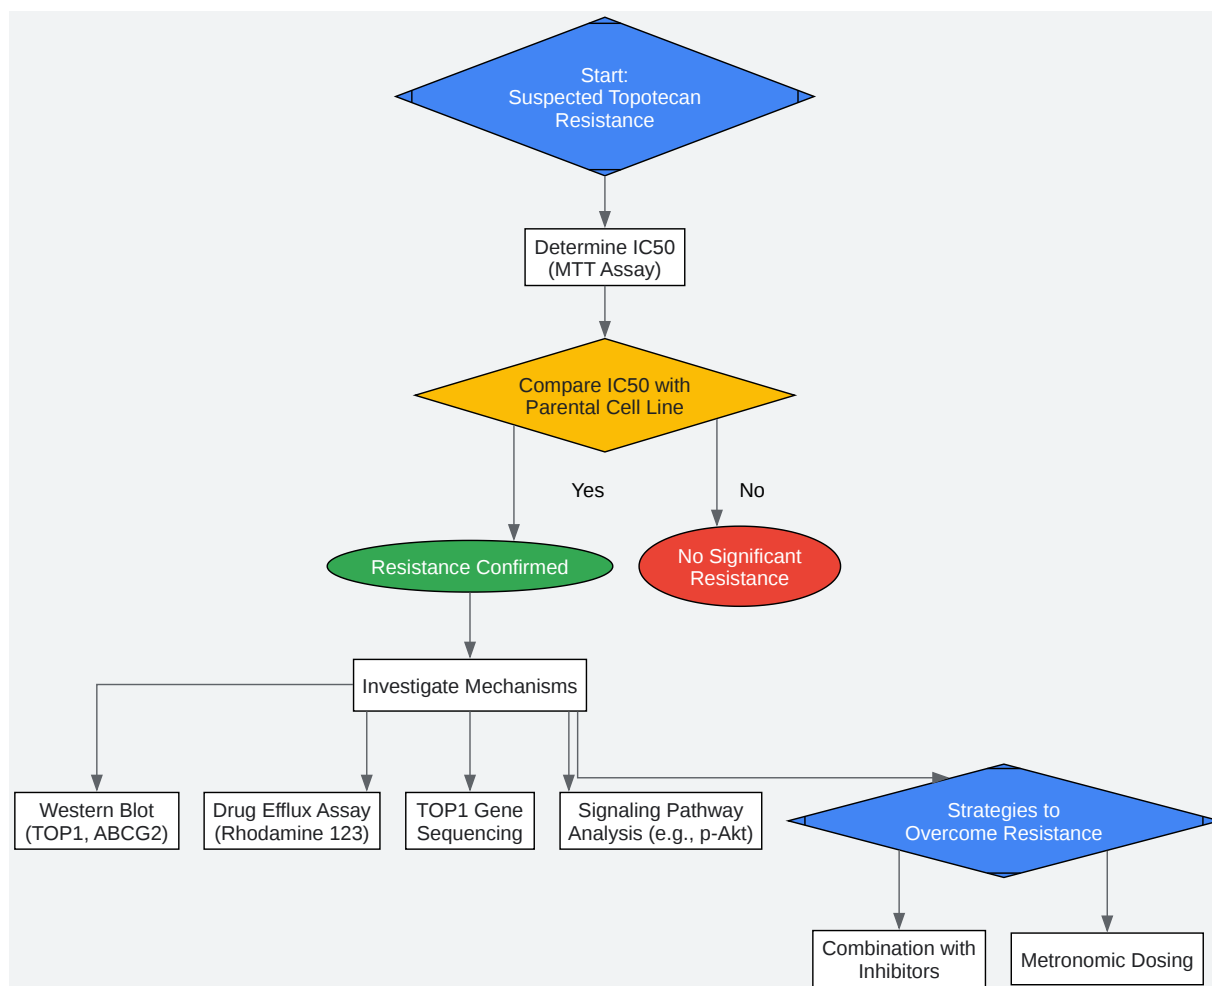 Start:
Suspected Topotecan
Resistance
Determine IC50
(MTT Assay)
Compare IC50 with
Parental Cell Line
Yes
No
Resistance Confirmed
No Significant
Resistance
Investigate Mechanisms
Western Blot
(TOP1, ABCG2)
Drug Efflux Assay
(Rhodamine 123)
TOP1 Gene
Sequencing
Signaling Pathway
Analysis (e.g., p-Akt)
Strategies to
Overcome Resistance
Combination with
Inhibitors
Metronomic Dosing